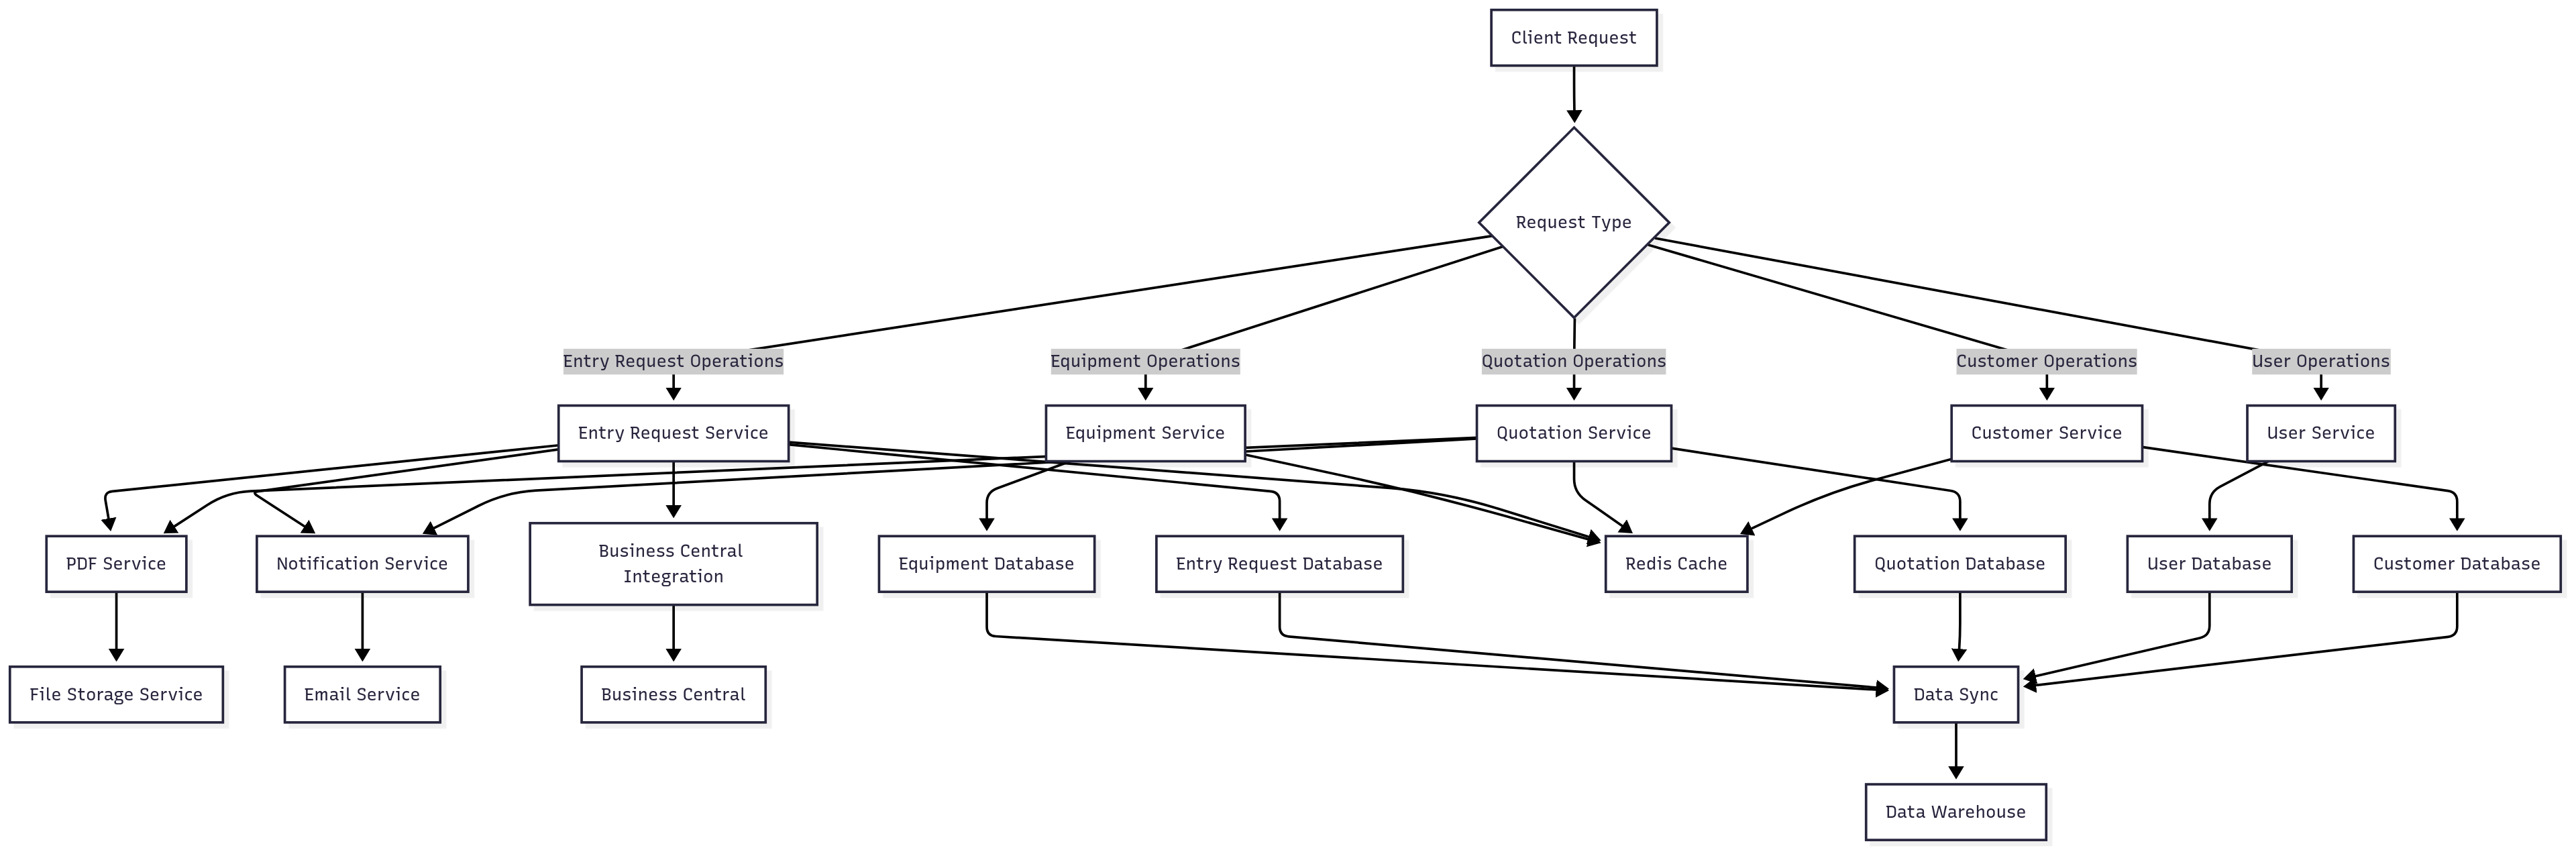 Client Request
Request Type
Entry Request Operations
Equipment Operations
Quotation Operations
Customer Operations
User Operations
Entry Request Service
Equipment Service
Quotation Service
Customer Service
User Service
PDF Service
Notification Service
Business Central
Integration
Equipment Database
Entry Request Database
Redis Cache
Quotation Database
User Database
Customer Database
File Storage Service
Email Service
Business Central
Data Sync
Data Warehouse